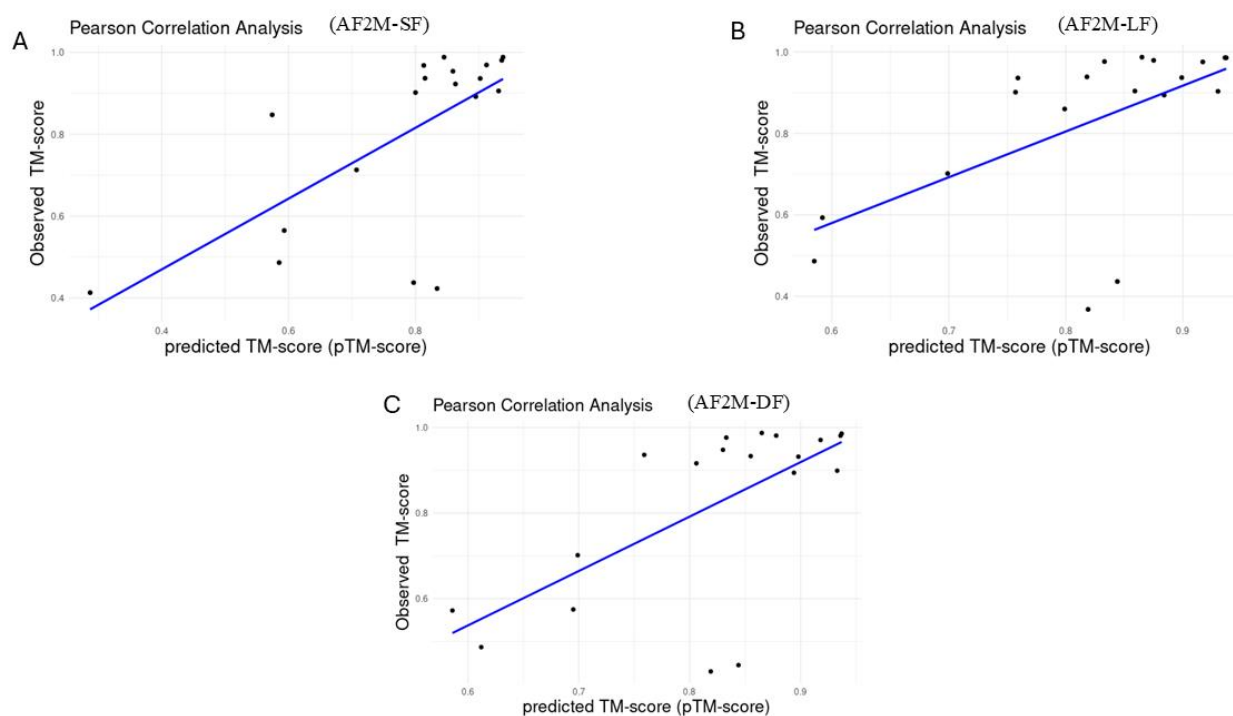 A
Pearson Correlation Analysis (AF2M-SF)
1.0
0.8
0.6
0.4
Observed TM-score
0.4 0.6 0.8
predicted TM-score (pTM-score)
B
Pearson Correlation Analysis (AF2M-LF)
1.0
0.8
0.6
0.4
Observed TM-score
0.6 0.7 0.8 0.9
predicted TM-score (pTM-score)
C
Pearson Correlation Analysis (AF2M-DF)
1.0
0.8
0.6
Observed TM-score
0.6 0.7 0.8 0.9
predicted TM-score (pTM-score)